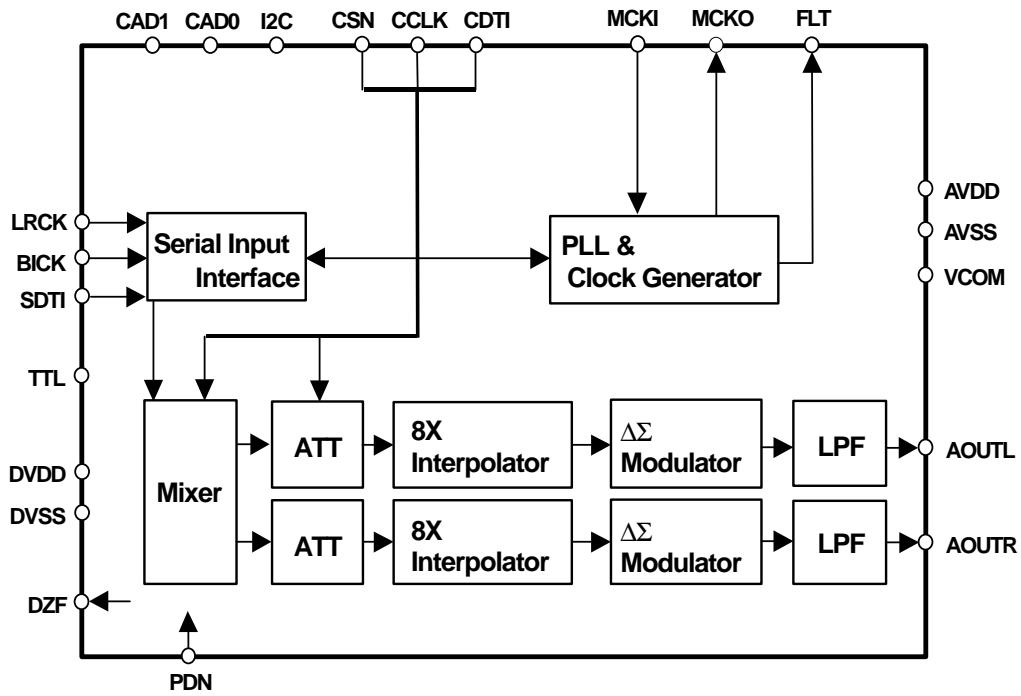 CAD1 CAD0 I2C CSN CCLK CDTI MCKI MCKO FLT
LRCK
BICK
SDTI
TTL
DVDD
DVSS
DZF
PDN
Serial Input
Interface
PLL &
Clock Generator
AVDD
AVSS
VCOM
Mixer
ATT
8X
Interpolator
ΔΣ
Modulator
LPF
AOUTL
ATT
8X
Interpolator
ΔΣ
Modulator
LPF
AOUTR